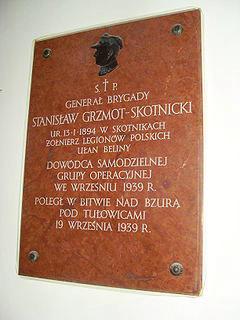 Ś. † P.
GENERAŁ BRYGADY
STANISŁAW GRZMOT-SKOTNICKI
UR. 13-I-1894 W SKOTNIKACH
ŻOŁNIERZ LEGIONÓW POLSKICH
UŁAN BELINY
DOWÓDCA SAMODZIELNEJ
GRUPY OPERACYJNEJ
WE WRZEŚNIU 1939 R.
POLEGŁ W BITWIE NAD BZURĄ
POD TUŁOWICAMI
19 WRZEŚNIA 1939 R.